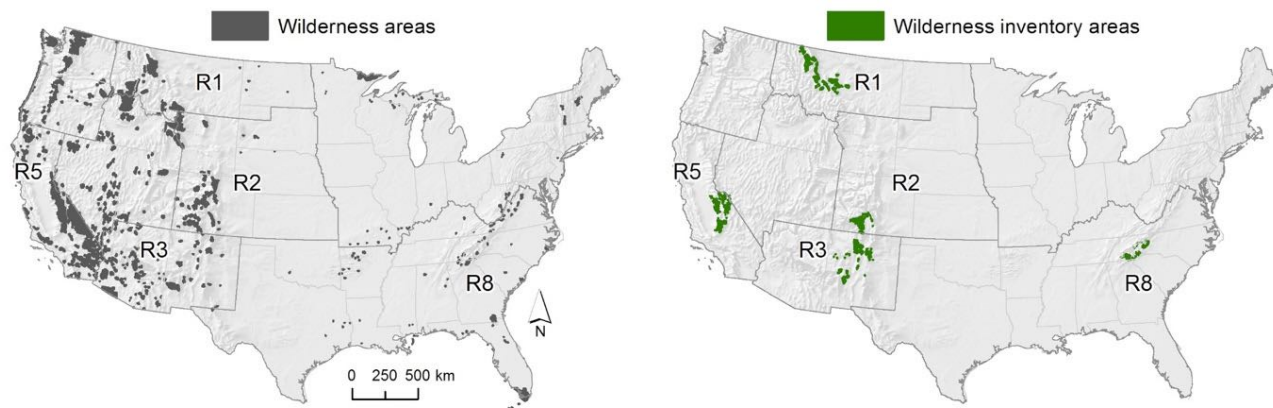 Wilderness areas
R1
R5
R2
R3
R8
N
0 250 500 km
Wilderness inventory areas
R1
R5
R2
R3
R8